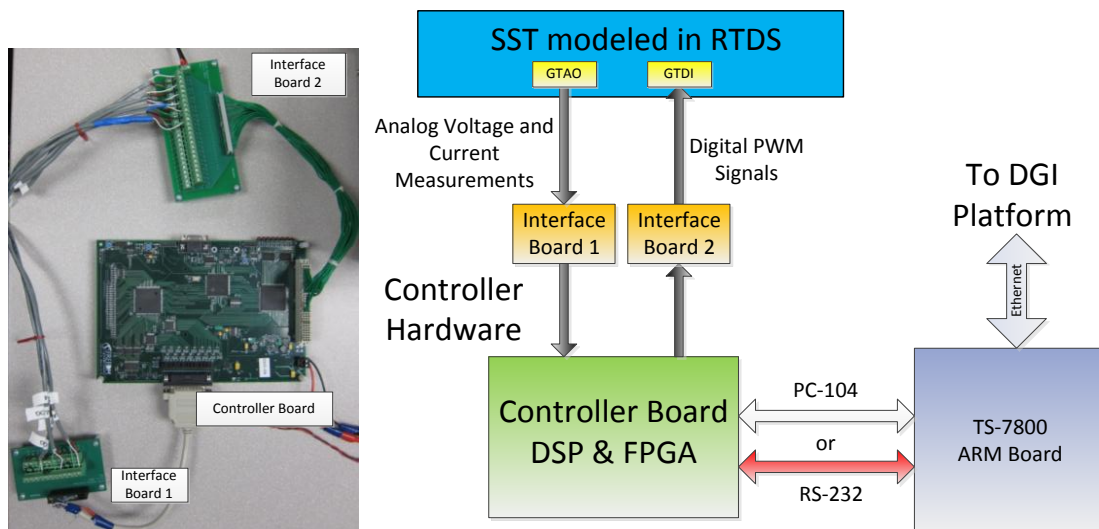 Interface
Board 2
Controller Board
Interface
Board 1
SST modeled in RTDS
GTAO
GTDI
Analog Voltage and
Current
Measurements
Digital PWM
Signals
Interface
Board 1
Interface
Board 2
To DGI
Platform
Ethernet
Controller
Hardware
Controller Board
DSP & FPGA
PC-104
or
RS-232
TS-7800
ARM Board